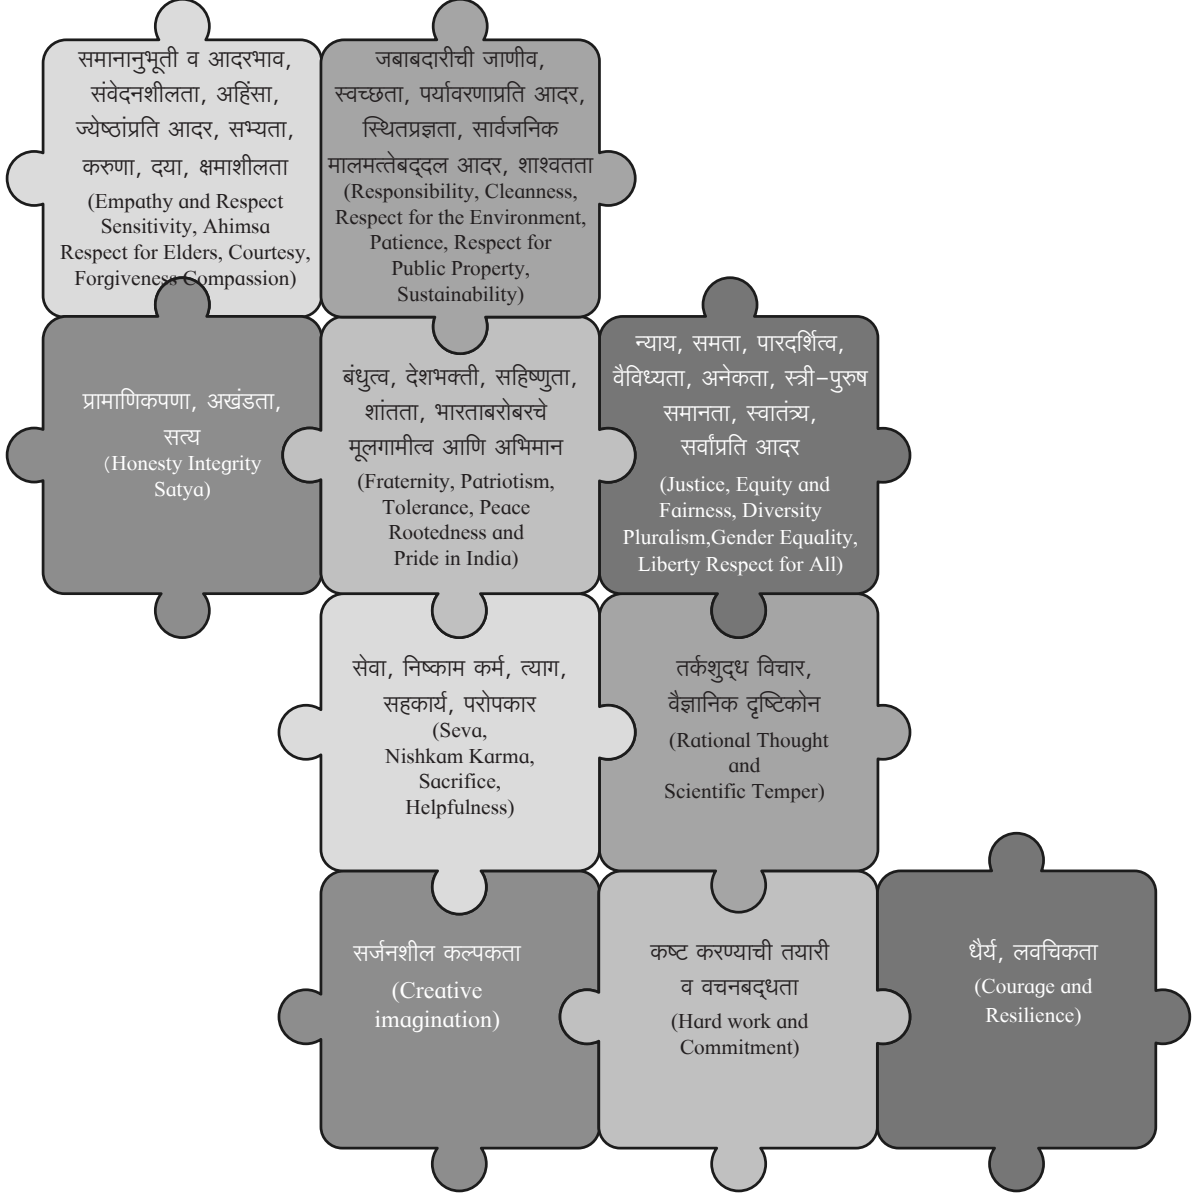 समानानुभूती व आदरभाव,
संवेदनशीलता, अहिंसा,
ज्येष्ठांप्रति आदर, सभ्यता,
करुणा, दया, क्षमाशीलता
(Empathy and Respect
Sensitivity, Ahimsa
Respect for Elders, Courtesy,
Forgiveness Compassion)
जबाबदारीची जाणीव,
स्वच्छता, पर्यावरणाप्रति आदर,
स्थितप्रज्ञता, सार्वजनिक
मालमत्तेबद्दल आदर, शाश्वतता
(Responsibility, Cleanness,
Respect for the Environment,
Patience, Respect for
Public Property,
Sustainability)
प्रामाणिकपणा, अखंडता,
सत्य
(Honesty Integrity
Satya)
बंधुत्व, देशभक्ती, सहिष्णुता,
शांतता, भारताबरोबरचे
मूलगामीत्व आणि अभिमान
(Fraternity, Patriotism,
Tolerance, Peace
Rootedness and
Pride in India)
न्याय, समता, पारदर्शित्व,
वैविध्यता, अनेकता, स्त्री-पुरुष
समानता, स्वातंत्र्य,
सर्वांप्रति आदर
(Justice, Equity and
Fairness, Diversity
Pluralism,Gender Equality,
Liberty Respect for All)
सेवा, निष्काम कर्म, त्याग,
सहकार्य, परोपकार
(Seva,
Nishkam Karma,
Sacrifice,
Helpfulness)
तर्कशुद्ध विचार,
वैज्ञानिक दृष्टिकोन
(Rational Thought
and
Scientific Temper)
सर्जनशील कल्पकता
(Creative
imagination)
कष्ट करण्याची तयारी
व वचनबद्धता
(Hard work and
Commitment)
धैर्य, लवचिकता
(Courage and
Resilience)